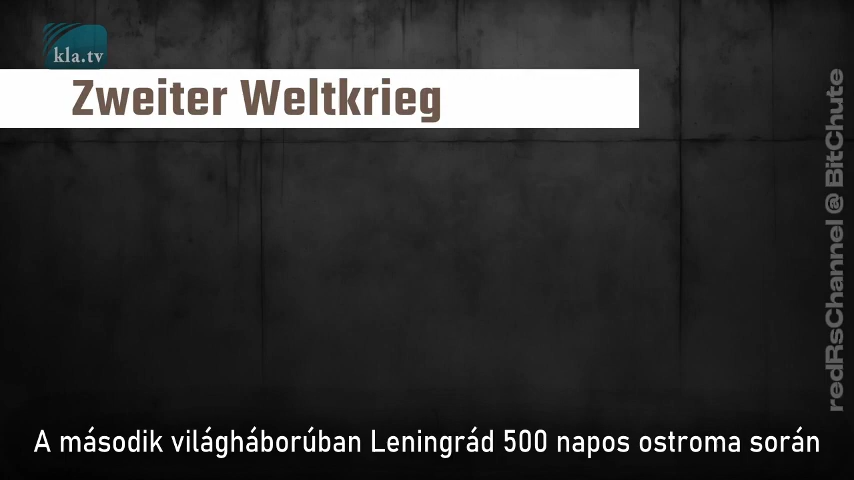 kla.tv
Zweiter Weltkrieg
redRsChannel @ BitChute
A második világháborúban Leningrád 500 napos ostroma során